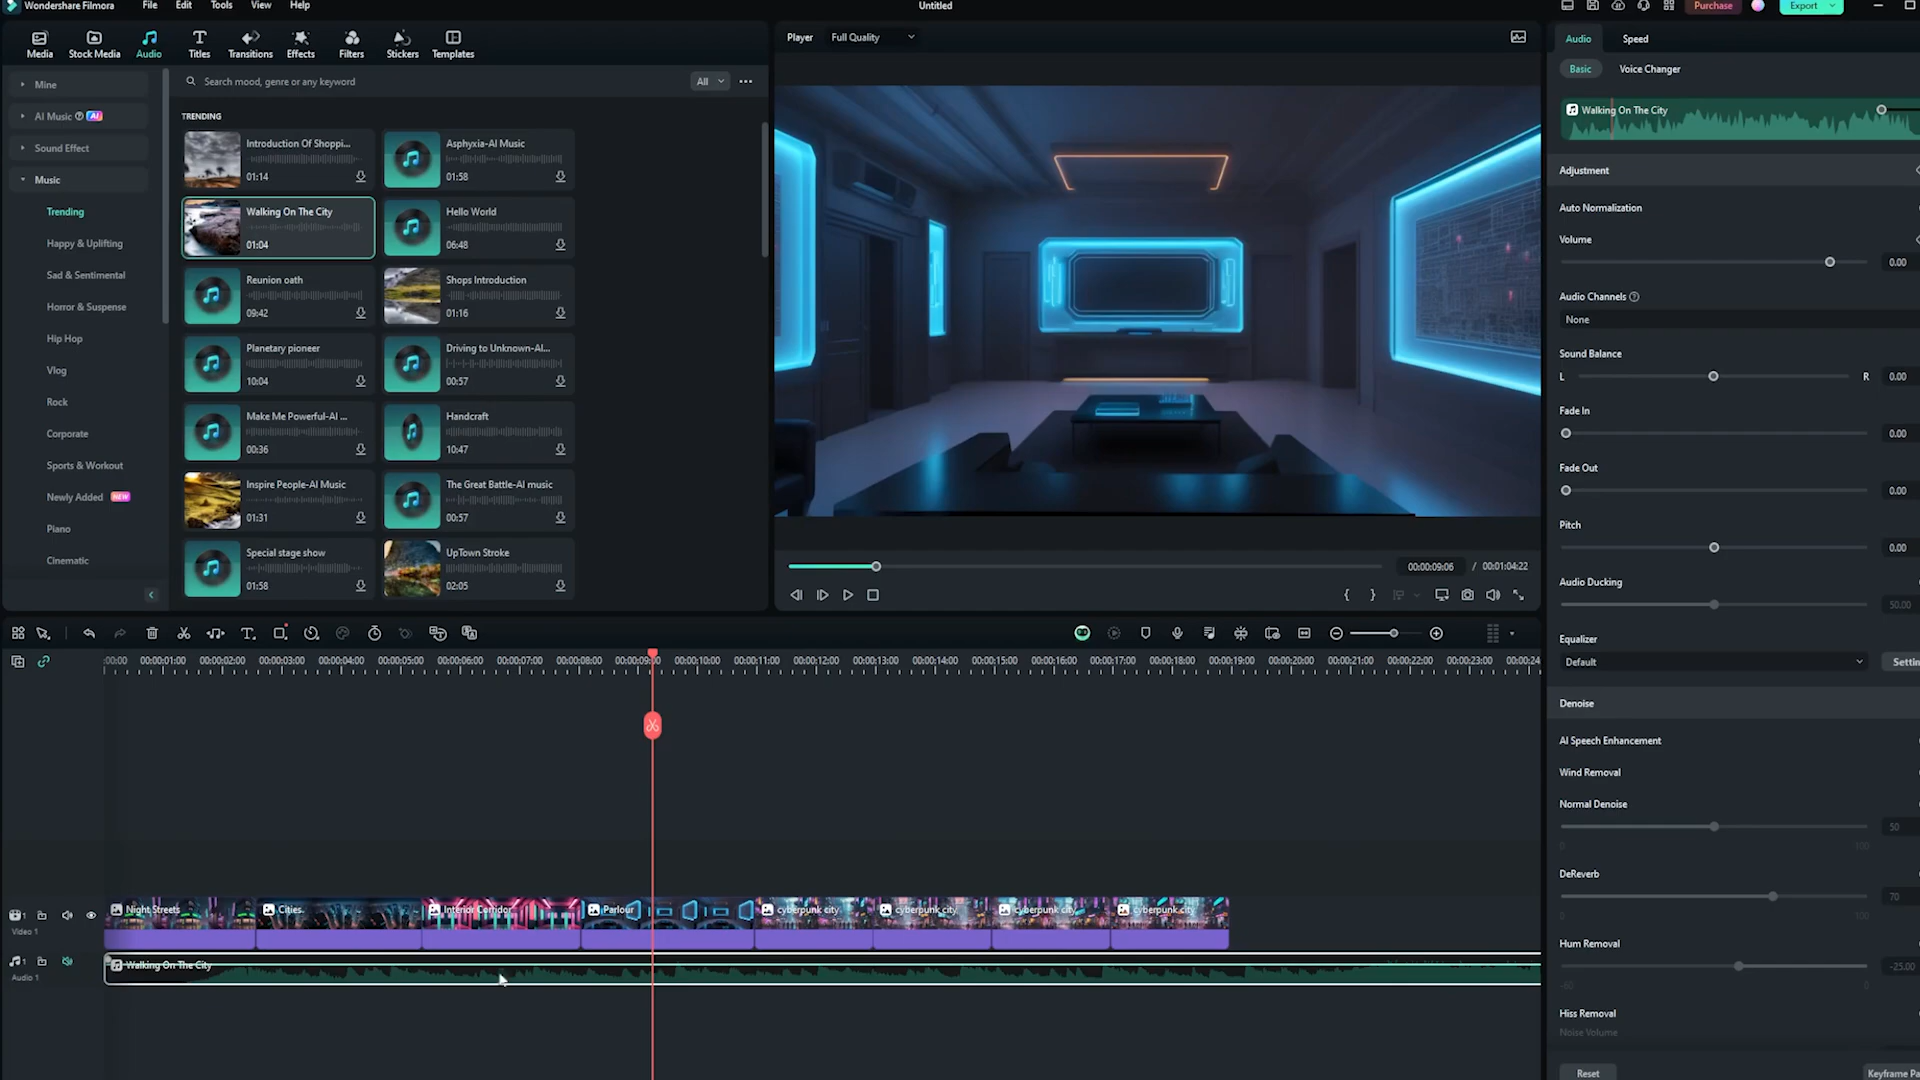 Wondershare Filmora
File
Edit
Tools
View
Help
Untitled
Purchase
Export
Media
Stock Media
Audio
Titles
Transitions
Effects
Filters
Stickers
Templates
Mine
AI Music
AI
Sound Effect
Music
Trending
Happy & Uplifting
Sad & Sentimental
Horror & Suspense
Hip Hop
Vlog
Rock
Corporate
Sports & Workout
Newly Added
NEW
Piano
Cinematic
Search mood, genre or any keyword
All
TRENDING
Introduction Of Shoppi...
01:14
Asphyxia-AI Music
01:58
Walking On The City
01:04
Hello World
06:48
Reunion oath
09:42
Shops Introduction
01:16
Planetary pioneer
10:04
Driving to Unknown-AI...
00:57
Make Me Powerful-AI ...
00:36
Handcraft
10:47
Inspire People-AI Music
01:31
The Great Battle-AI music
00:57
Special stage show
01:58
UpTown Stroke
02:05
Player
Full Quality
00:00:09:06 / 00:01:04:22
Audio
Speed
Basic
Voice Changer
Walking On The City
Adjustment
Auto Normalization
Volume
0.00
Audio Channels
None
Sound Balance
L
R
0.00
Fade In
0.00
Fade Out
0.00
Pitch
0.00
Audio Ducking
50.00
Equalizer
Default
Settin
Denoise
AI Speech Enhancement
Wind Removal
Normal Denoise
50
0
100
DeReverb
70
0
100
Hum Removal
-25.00
-60
0
Hiss Removal
Noise Volume
Reset
Keyframe Pa
:00:00
00:00:01:00
00:00:02:00
00:00:03:00
00:00:04:00
00:00:05:00
00:00:06:00
00:00:07:00
00:00:08:00
00:00:09:
00:00:10:00
00:00:11:00
00:00:12:00
00:00:13:00
00:00:14:00
00:00:15:00
00:00:16:00
00:00:17:00
00:00:18:00
00:00:19:00
00:00:20:00
00:00:21:00
00:00:22:00
00:00:23:00
00:00:24
Night Streets
Cities
Interior Corridor
Parlour
cyberpunk city
cyberpunk city
cyberpunk city
cyberpunk city
1
Video 1
Walking On The City
1
Audio 1